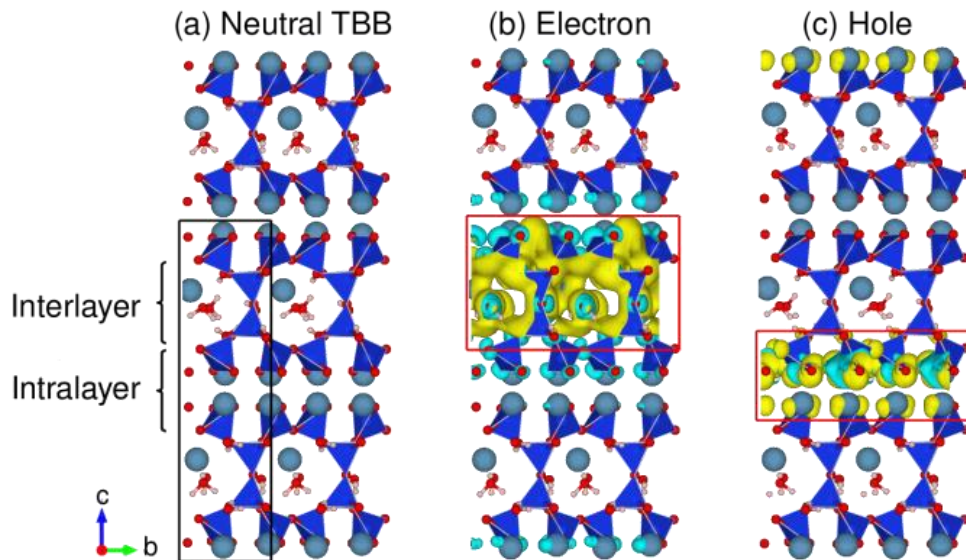 (a) Neutral TBB
(b) Electron
(c) Hole
Interlayer
Intralayer
c
b